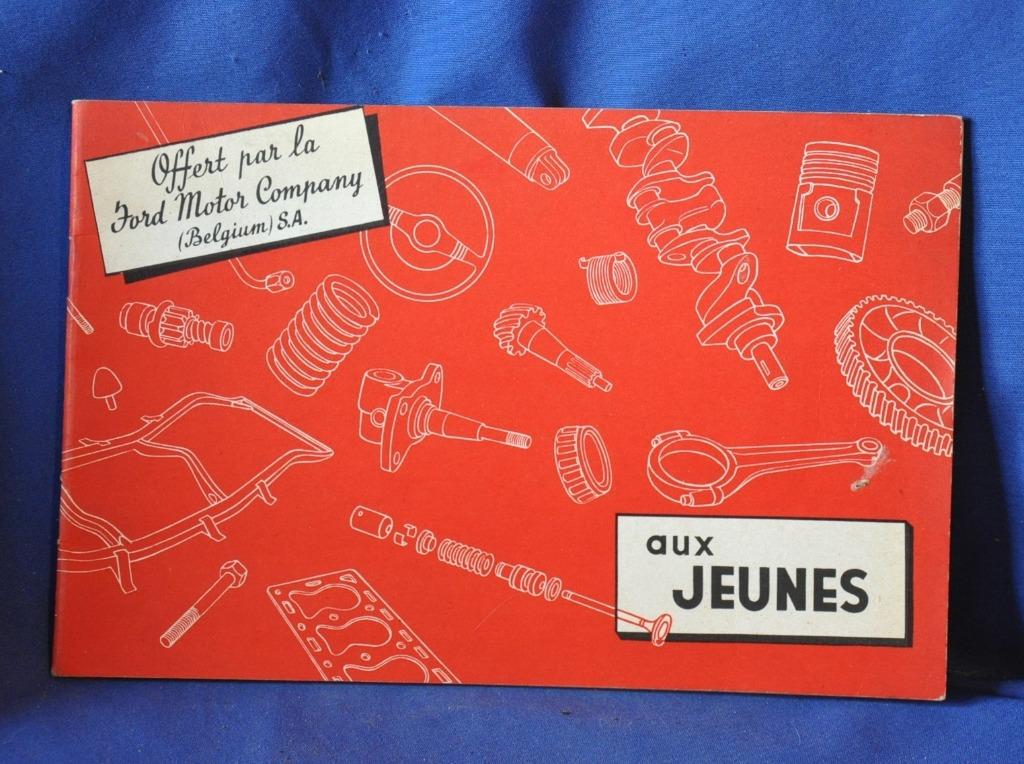 Offert par la
Ford Motor Company
(Belgium) S.A.
aux
JEUNES